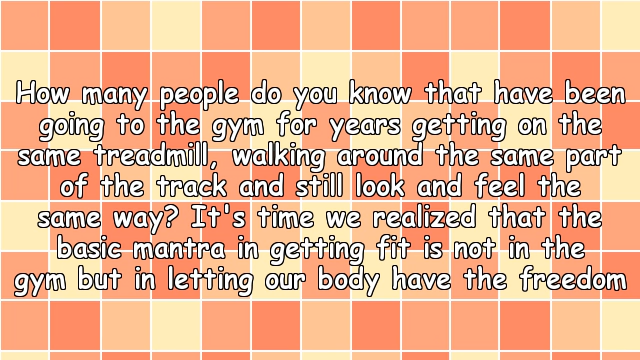 How many people do you know that have been
going to the gym for years getting on the
same treadmill, walking around the same part
of the track and still look and feel the
same way? It's time we realized that the
basic mantra in getting fit is not in the
gym but in letting our body have the freedom